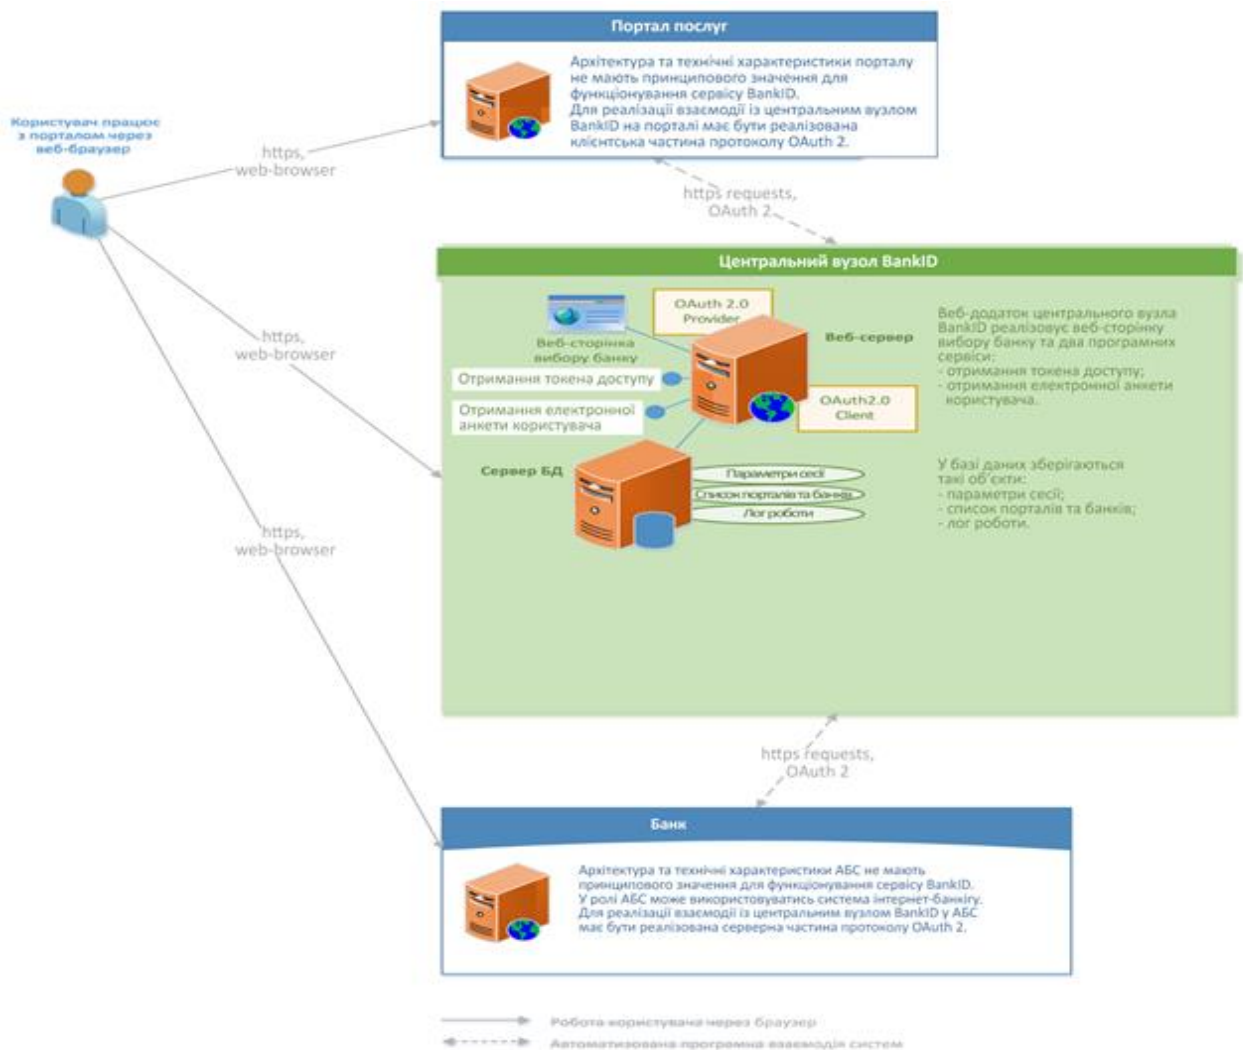 Портал послуг
Архітектура та технічні характеристики порталу
не мають принципового значення для
функціонування сервісу BankID.
Для реалізації взаємодії із центральним вузлом
BankID на порталі має бути реалізована
клієнтська частина протоколу OAuth 2.
Користувач працює
з порталом через
веб-браузер
https,
web-browser
https requests,
OAuth 2
Центральний вузол BankID
OAuth 2.0
Provider
Веб-сторінка
вибору банку
Веб-сервер
Отримання токена доступу
Отримання електронної
анкети користувача
OAuth2.0
Client
Веб-додаток центрального вузла
BankID реалізовує веб-сторінку
вибору банку та два програмних
сервіси:
- отримання токена доступу;
- отримання електронної анкети
користувача.
https,
web-browser
Сервер БД
Параметри сесії
Список порталів та банків
Лог роботи
У базі даних зберігаються
такі об'єкти:
- параметри сесії;
- список порталів та банків;
- лог роботи.
https,
web-browser
https requests,
OAuth 2
Банк
Архітектура та технічні характеристики АБС не мають
принципового значення для функціонування сервісу BankID.
У ролі АБС може використовуватись система інтернет-банкігу.
Для реалізації взаємодії із центральним вузлом BankID у АБС
має бути реалізована серверна частина протоколу OAuth 2.
Робота користувача через браузер
Автоматизована програмна взаємодія систем